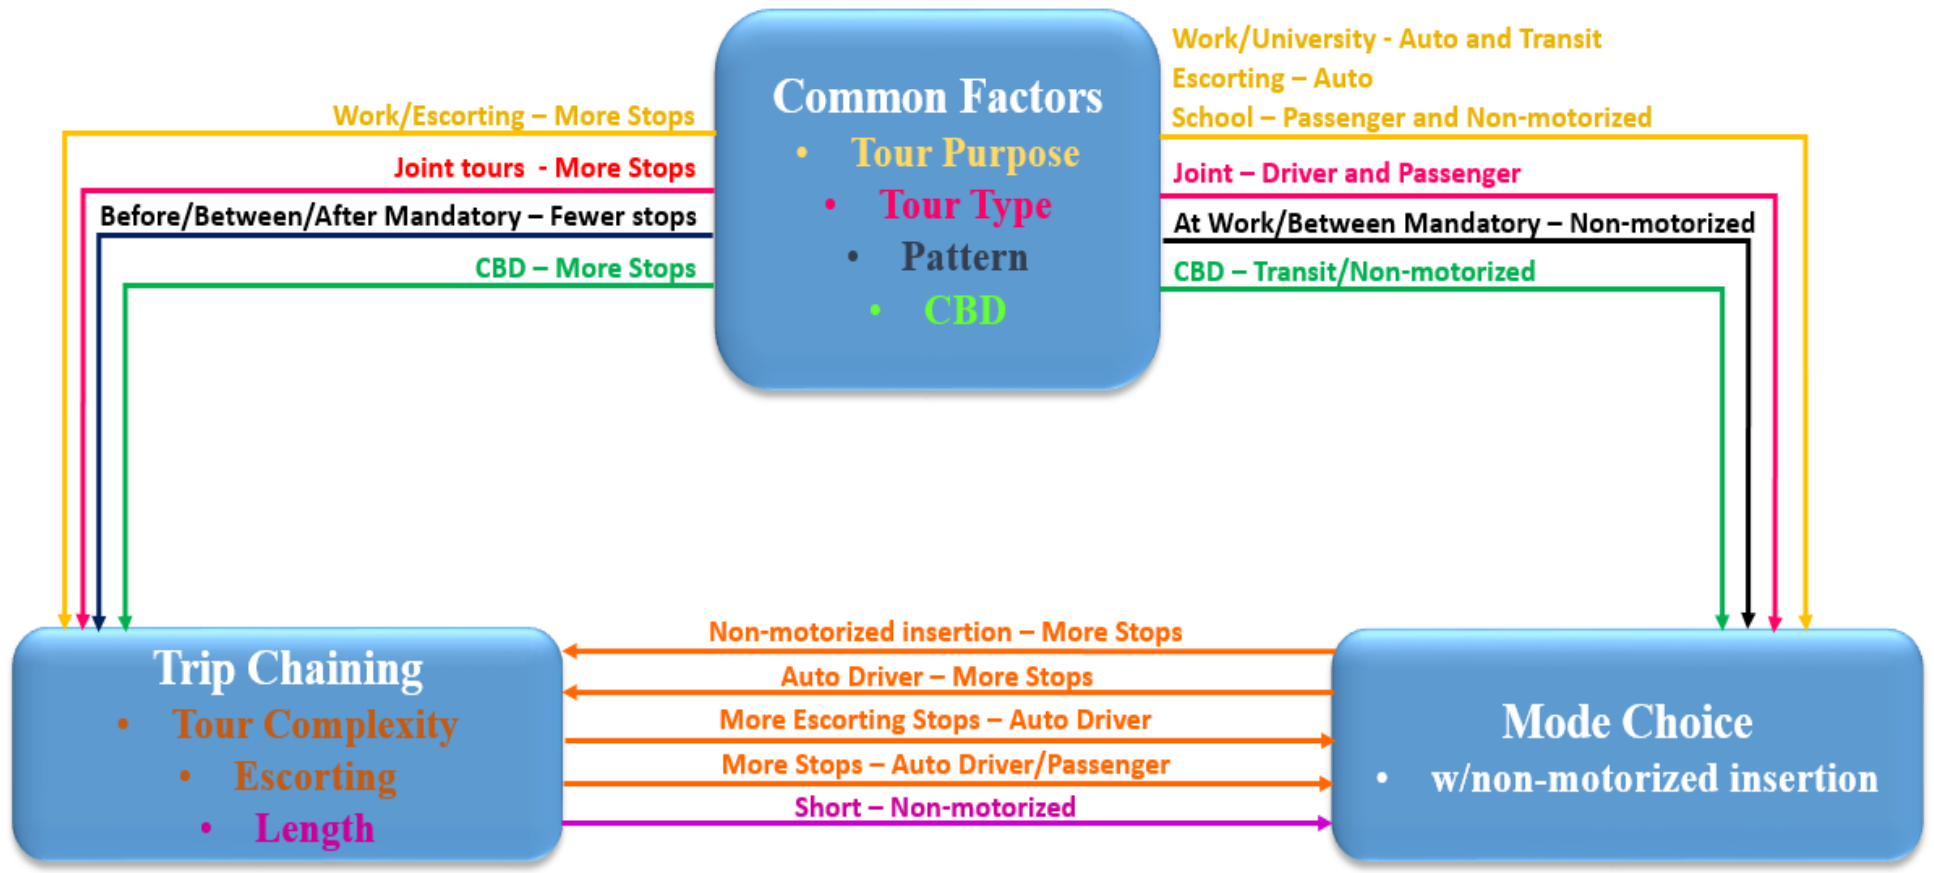 Common Factors
• Tour Purpose
• Tour Type
• Pattern
• CBD
Work/Escorting – More Stops
Joint tours - More Stops
Before/Between/After Mandatory – Fewer stops
CBD – More Stops
Work/University - Auto and Transit
Escorting – Auto
School – Passenger and Non-motorized
Joint – Driver and Passenger
At Work/Between Mandatory – Non-motorized
CBD – Transit/Non-motorized
Trip Chaining
• Tour Complexity
• Escorting
• Length
Non-motorized insertion – More Stops
Auto Driver – More Stops
More Escorting Stops – Auto Driver
More Stops – Auto Driver/Passenger
Short – Non-motorized
Mode Choice
• w/non-motorized insertion